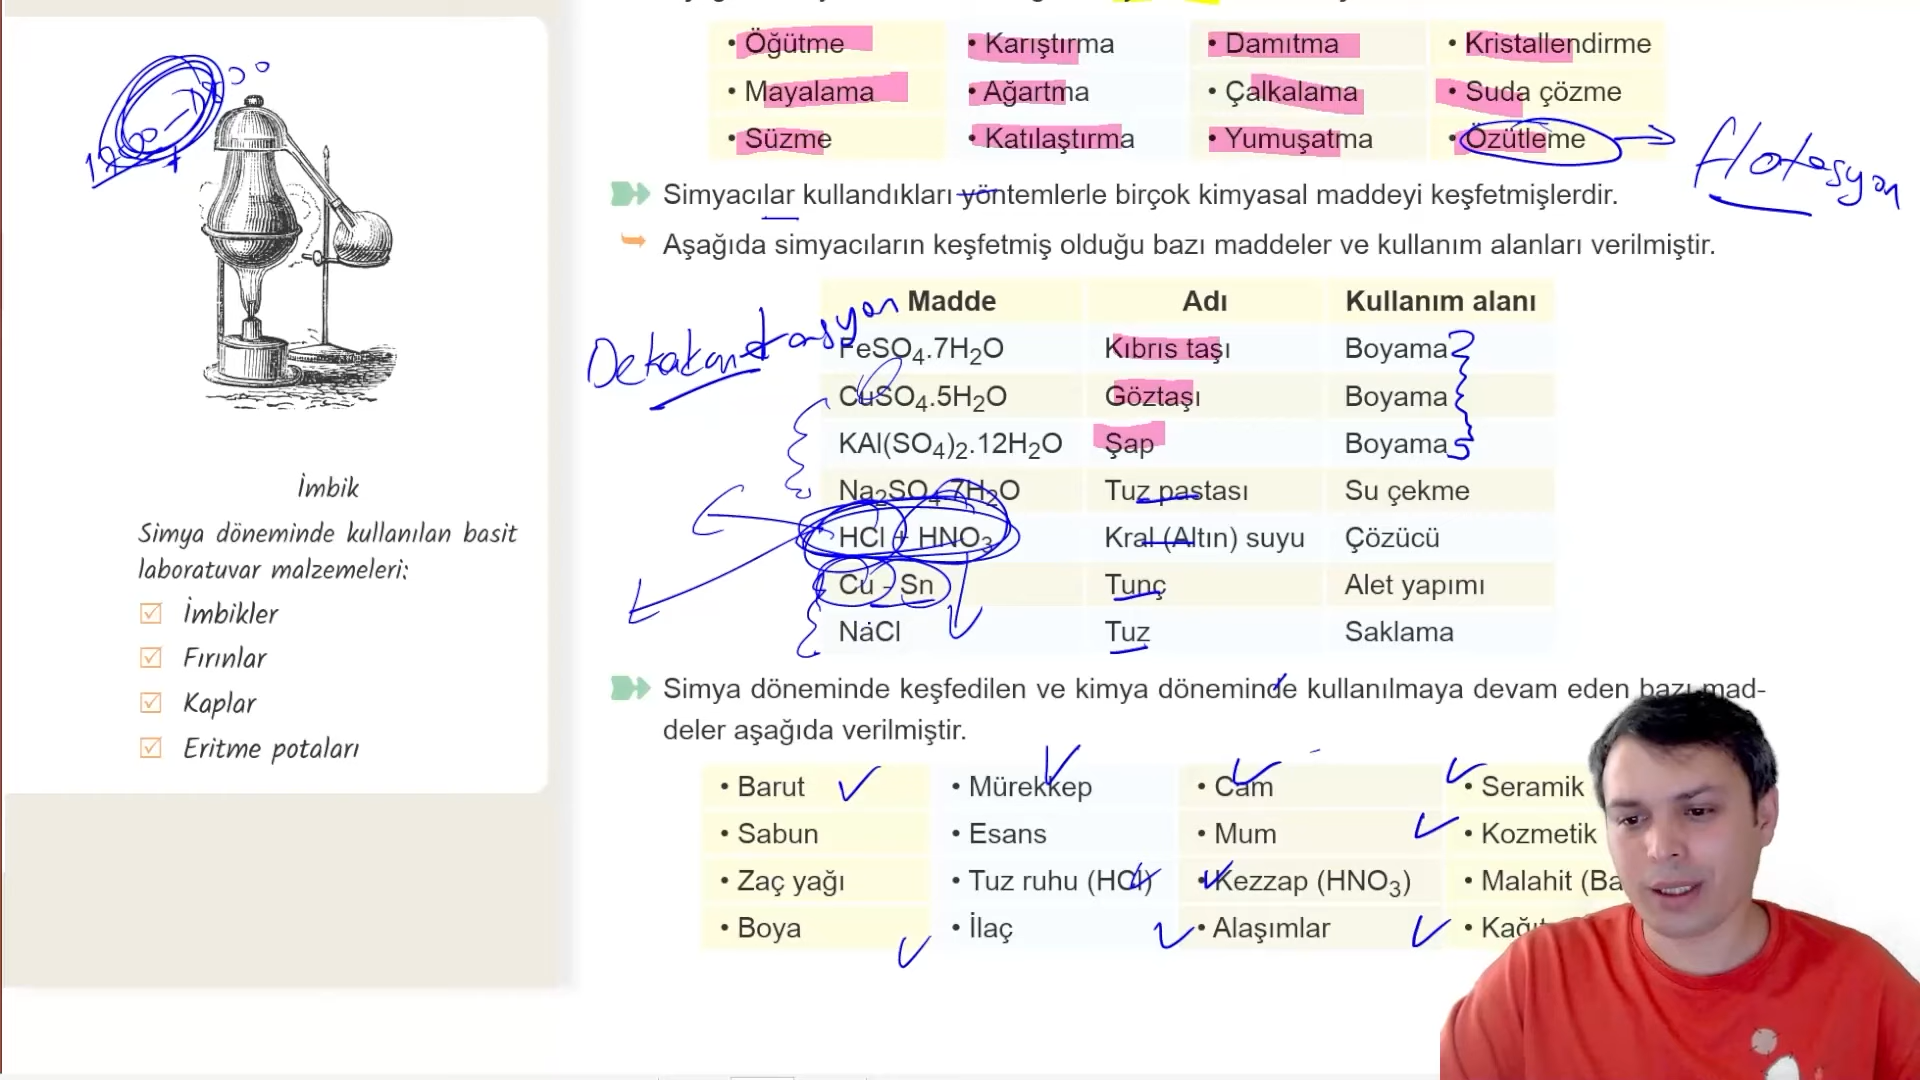 • Öğütme • Karıştırma • Damıtma • Kristallendirme
• Mayalama • Ağartma • Çalkalama • Suda çözme
• Süzme • Katılaştırma • Yumuşatma • Özütleme
flotasyon
Simyacılar kullandıkları yöntemlerle birçok kimyasal maddeyi keşfetmişlerdir.
Aşağıda simyacıların keşfetmiş olduğu bazı maddeler ve kullanım alanları verilmiştir.
Madde Adı Kullanım alanı
FeSO4.7H2O Kıbrıs taşı Boyama
CuSO4.5H2O Göztaşı Boyama
KAl(SO4)2.12H2O Şap Boyama
Na2SO4.7H2O Tuz pastası Su çekme
HCl + HNO3 Kral (Altın) suyu Çözücü
Cu - Sn Tunç Alet yapımı
NaCl Tuz Saklama
Simya döneminde keşfedilen ve kimya döneminde kullanılmaya devam eden bazı mad-
deler aşağıda verilmiştir.
• Barut • Mürekkep • Cam • Seramik
• Sabun • Esans • Mum • Kozmetik
• Zaç yağı • Tuz ruhu (HCl) • Kezzap (HNO3) • Malahit (Ba
• Boya • İlaç • Alaşımlar
İmbik
Simya döneminde kullanılan basit
laboratuvar malzemeleri:
İmbikler
Fırınlar
Kaplar
Eritme potaları